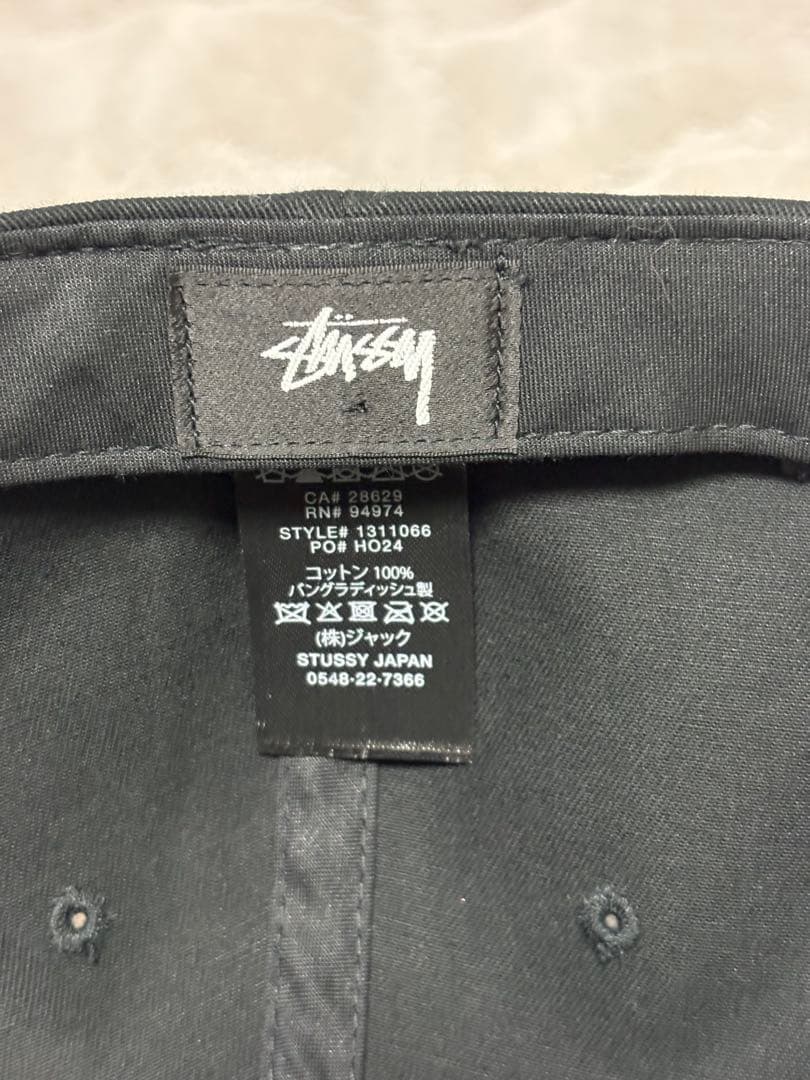 Stüssy
CA# 28629
RN# 94974
STYLE# 1311066
PO# HO24
コットン 100%
バングラディッシュ製
(株)ジャック
STUSSY JAPAN
0548-22-7366